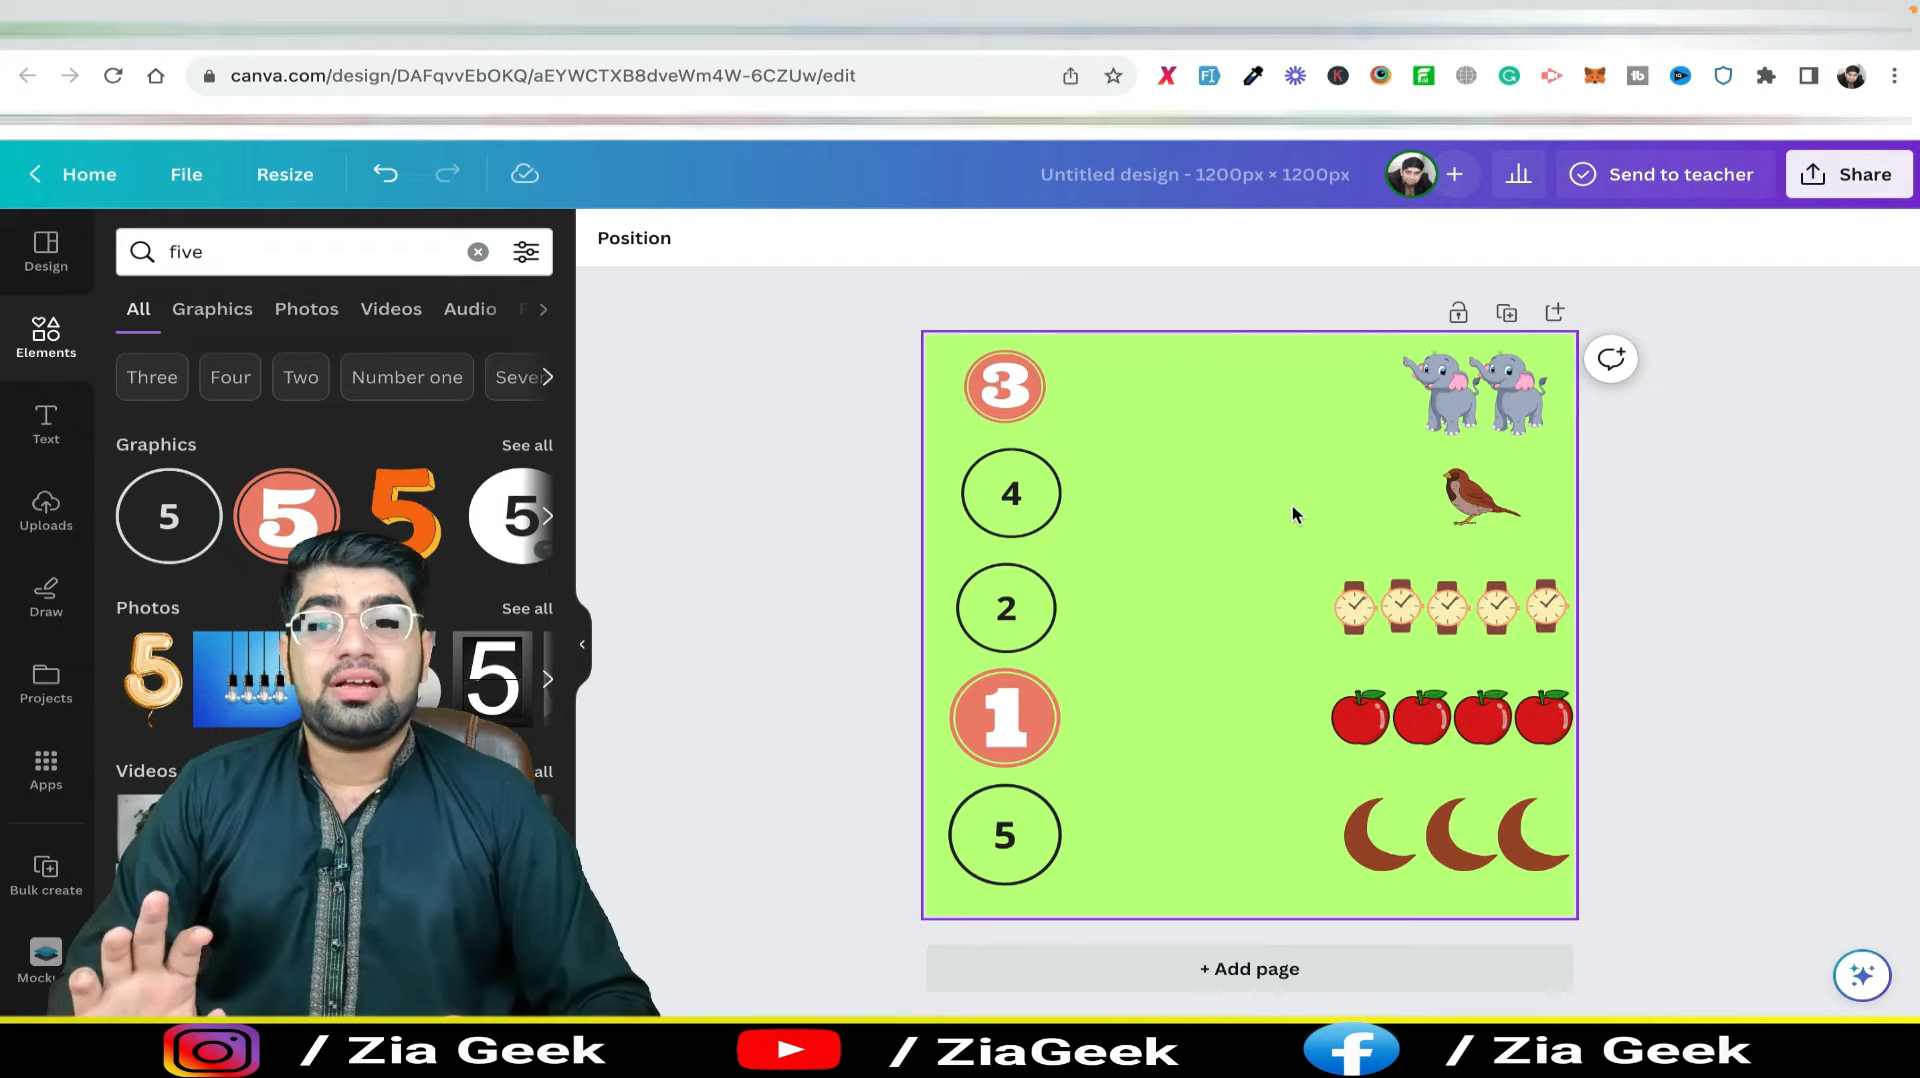 canva.com/design/DAFqvvEbOKQ/aEYWCTXB8dveWm4W-6CZUw/edit
Home File Resize Untitled design - 1200px × 1200px + Send to teacher Share
Design
Elements
Text
Uploads
Draw
Projects
Apps
Bulk create
five
All Graphics Photos Videos Audio
Three Four Two Number one
Graphics See all
5 5 5 5
Photos See all
5 5
Videos all
Position
3
4
2
1
5
+ Add page
/ Zia Geek / ZiaGeek / Zia Geek